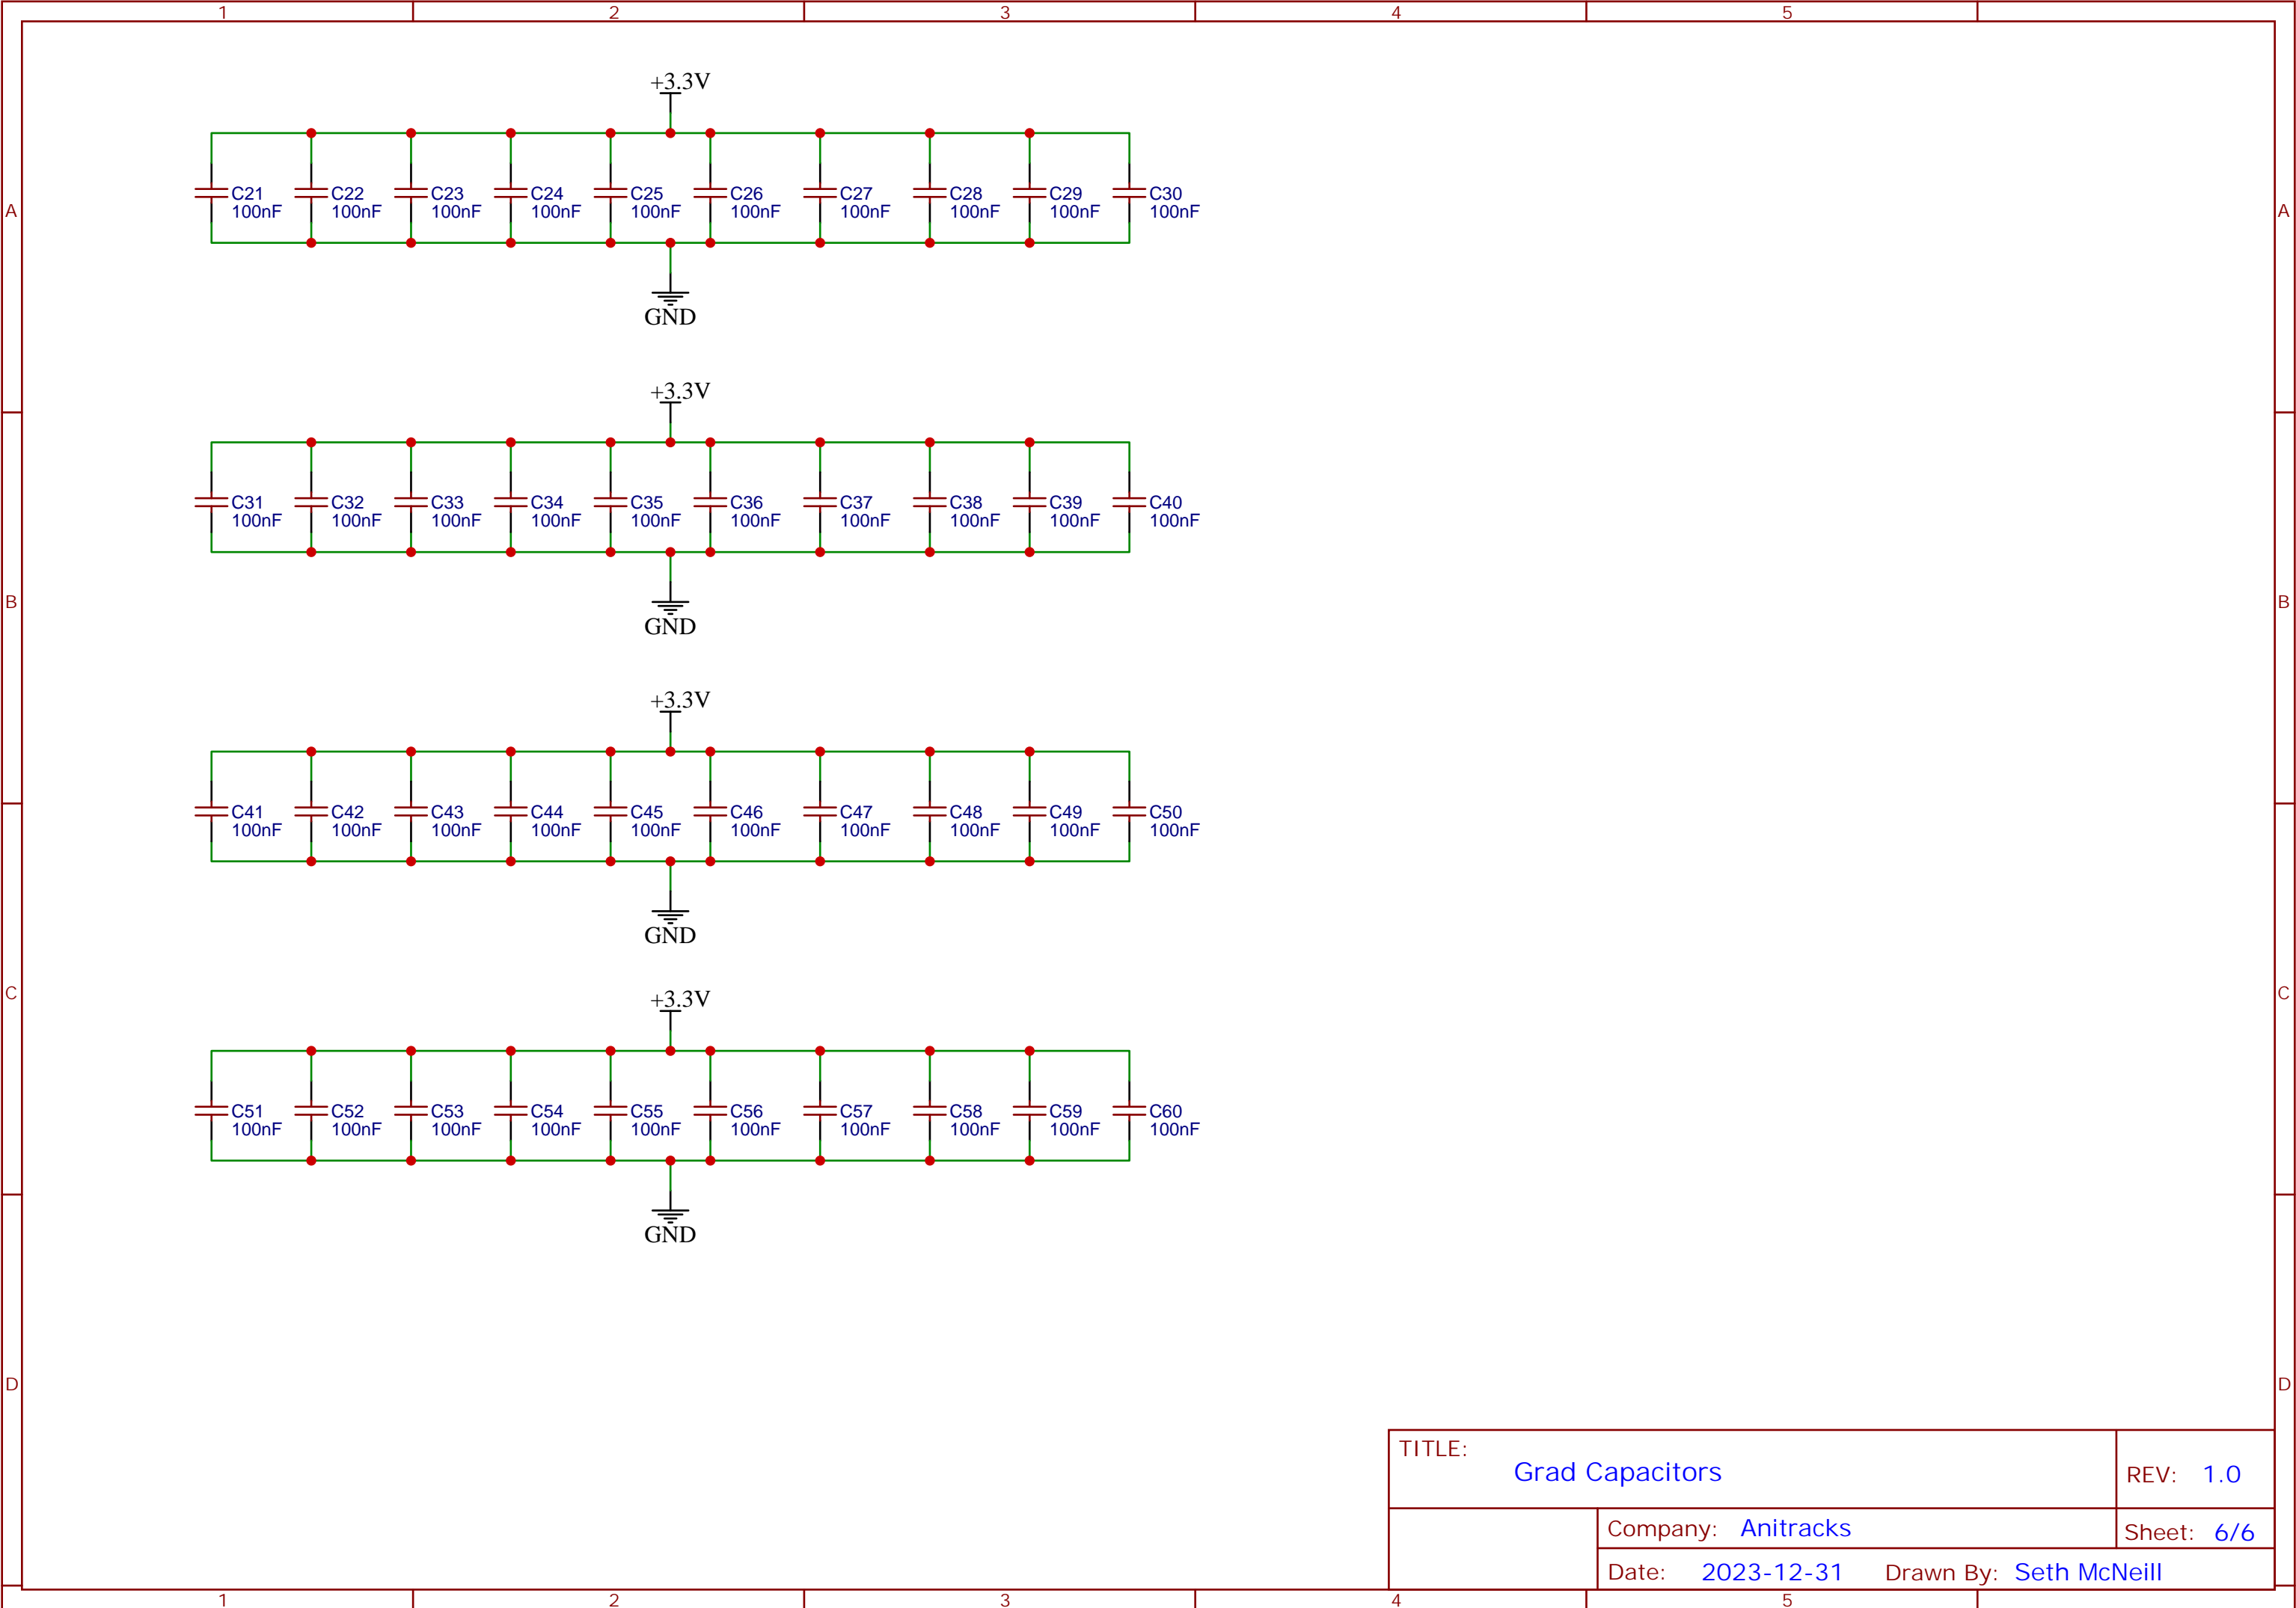 1 2 3 4 5
+3.3V
C21 C22 C23 C24 C25 C26 C27 C28 C29 C30
100nF 100nF 100nF 100nF 100nF 100nF 100nF 100nF 100nF 100nF
A A
GND
+3.3V
C31 C32 C33 C34 C35 C36 C37 C38 C39 C40
100nF 100nF 100nF 100nF 100nF 100nF 100nF 100nF 100nF 100nF
B B
GND
+3.3V
C41 C42 C43 C44 C45 C46 C47 C48 C49 C50
100nF 100nF 100nF 100nF 100nF 100nF 100nF 100nF 100nF 100nF
GND
C C
+3.3V
C51 C52 C53 C54 C55 C56 C57 C58 C59 C60
100nF 100nF 100nF 100nF 100nF 100nF 100nF 100nF 100nF 100nF
GND
D D
TITLE:
Grad Capacitors
REV: 1.0
Company: Anitracks
Sheet: 6/6
Date: 2023-12-31 Drawn By: Seth McNeill
1 2 3 4 5